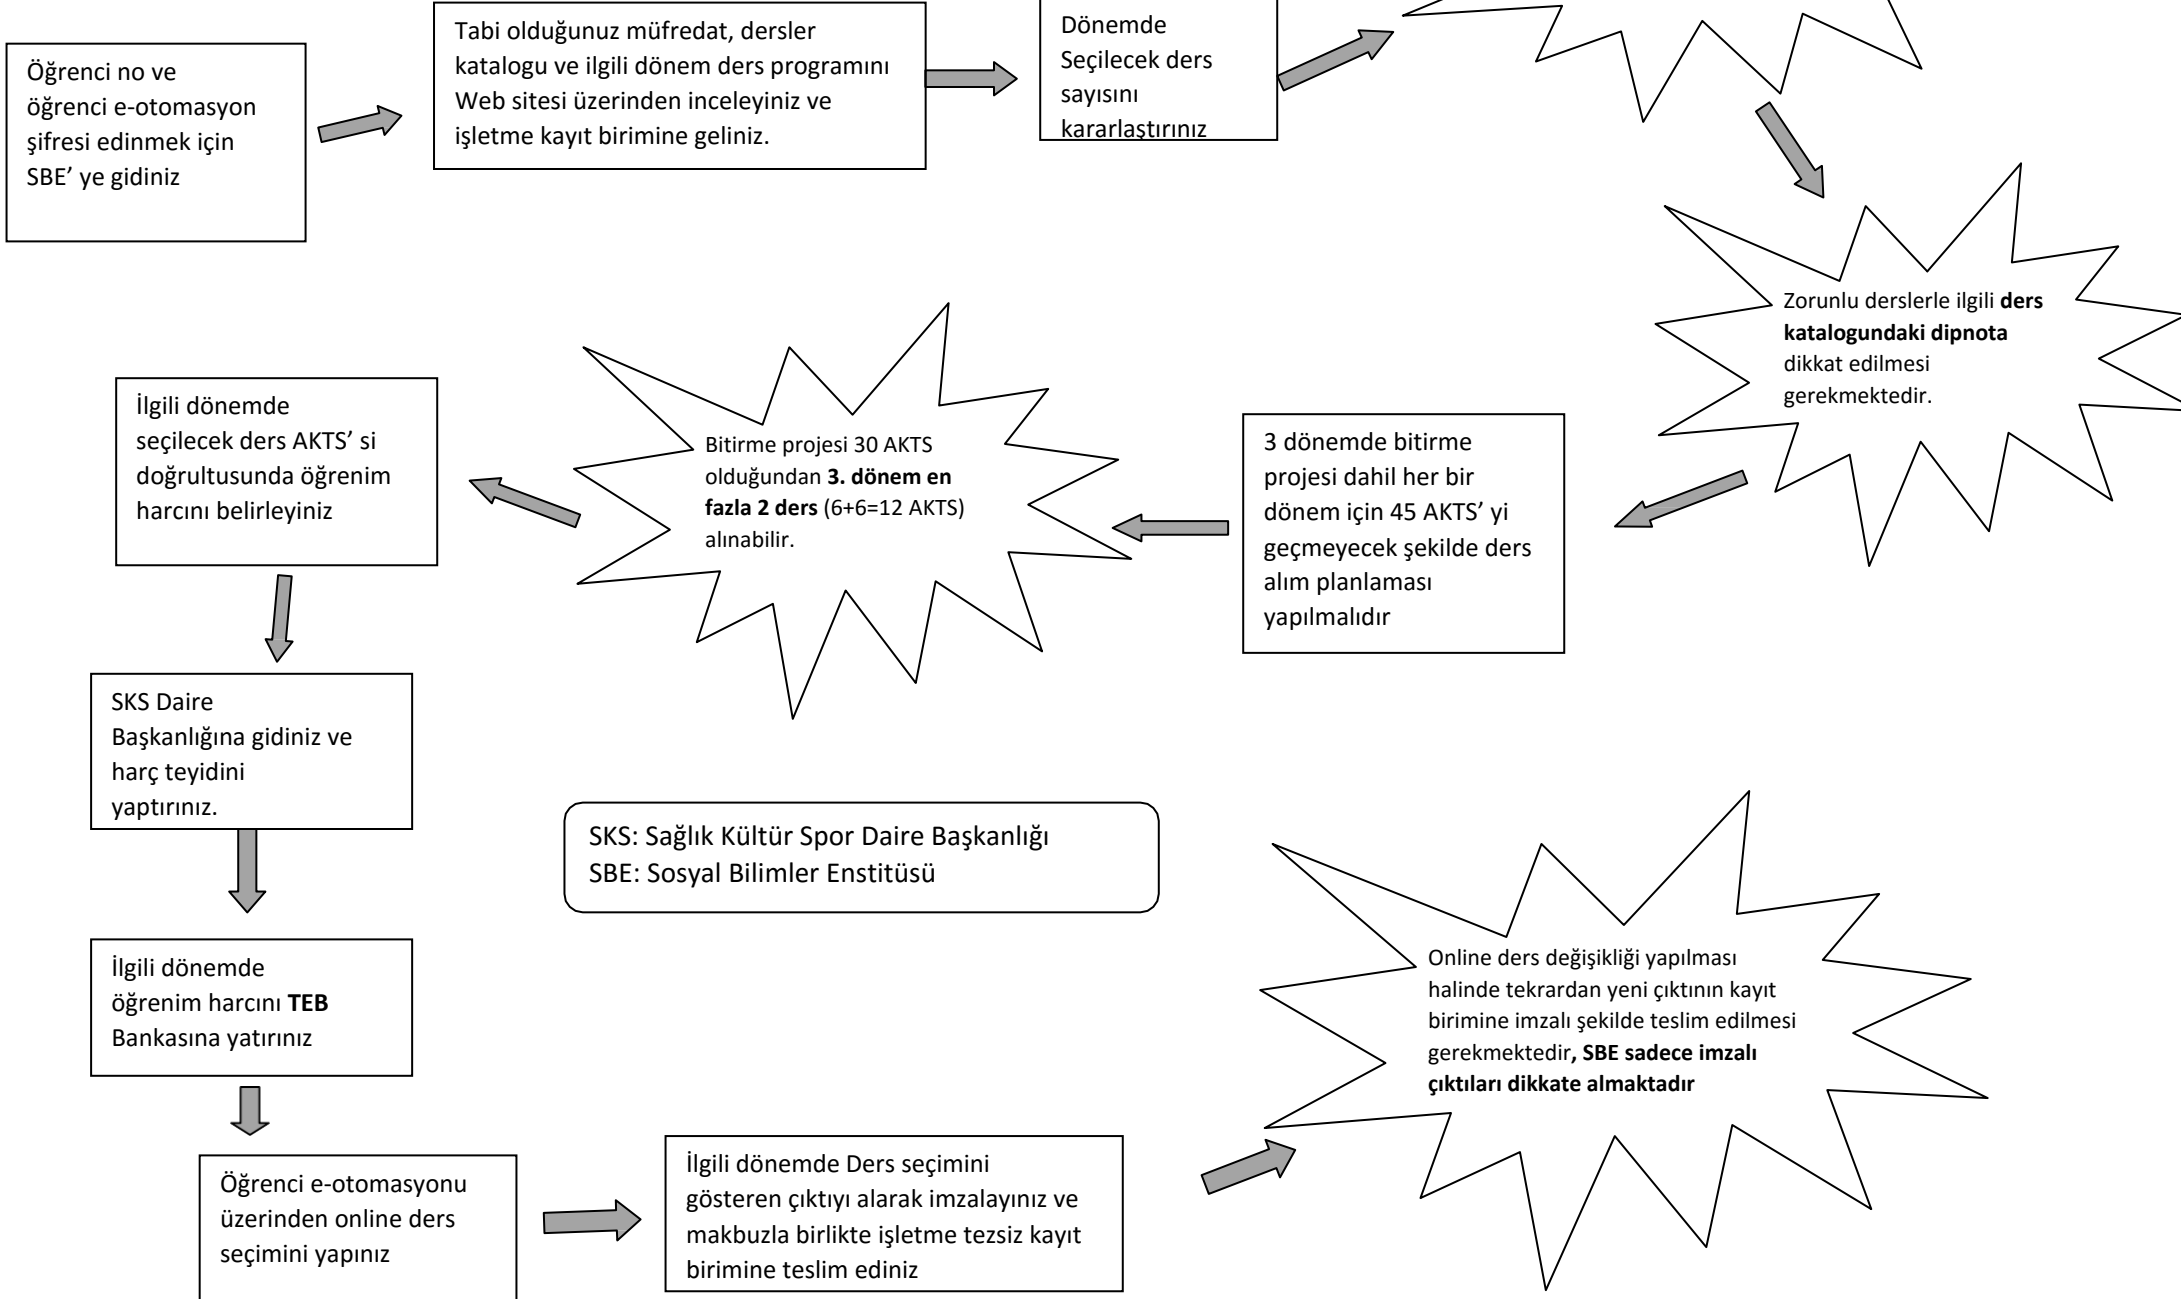 Öğrenci no ve
öğrenci e-otomasyon
şifresi edinmek için
SBE’ ye gidiniz
Tabi olduğunuz müfredat, dersler
katalogu ve ilgili dönem ders programını
Web sitesi üzerinden inceleyiniz ve
işletme kayıt birimine geliniz.
Dönemde
Seçilecek ders
sayısını
kararlaştırınız
Zorunlu derslerle ilgili ders
katalogundaki dipnota
dikkat edilmesi
gerekmektedir.
3 dönemde bitirme
projesi dahil her bir
dönem için 45 AKTS’ yi
geçmeyecek şekilde ders
alım planlaması
yapılmalıdır
Bitirme projesi 30 AKTS
olduğundan 3. dönem en
fazla 2 ders (6+6=12 AKTS)
alınabilir.
İlgili dönemde
seçilecek ders AKTS’ si
doğrultusunda öğrenim
harcını belirleyiniz
SKS Daire
Başkanlığına gidiniz ve
harç teyidini
yaptırınız.
SKS: Sağlık Kültür Spor Daire Başkanlığı
SBE: Sosyal Bilimler Enstitüsü
İlgili dönemde
öğrenim harcını TEB
Bankasına yatırınız
Öğrenci e-otomasyonu
üzerinden online ders
seçimini yapınız
İlgili dönemde Ders seçimini
gösteren çıktıyı alarak imzalayınız ve
makbuzla birlikte işletme tezsiz kayıt
birimine teslim ediniz
Online ders değişikliği yapılması
halinde tekrardan yeni çıktının kayıt
birimine imzalı şekilde teslim edilmesi
gerekmektedir, SBE sadece imzalı
çıktıları dikkate almaktadır